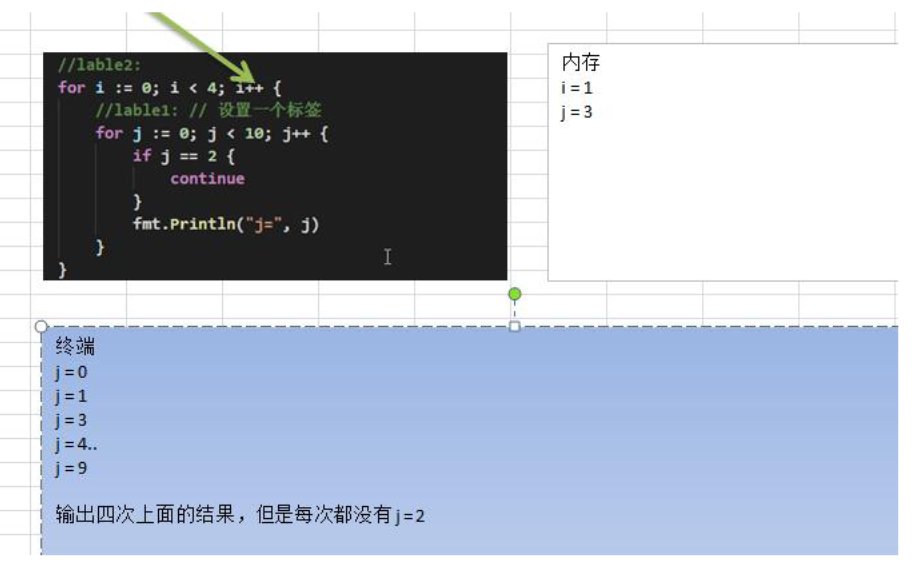 //lable2:
for i := 0; i < 4; i++ {
//lable1: // 设置一个标签
for j := 0; j < 10; j++ {
if j == 2 {
continue
}
fmt.Println("j=", j)
}
}
内存
i = 1
j = 3
终端
j = 0
j = 1
j = 3
j = 4..
j = 9
输出四次上面的结果，但是每次都没有j=2